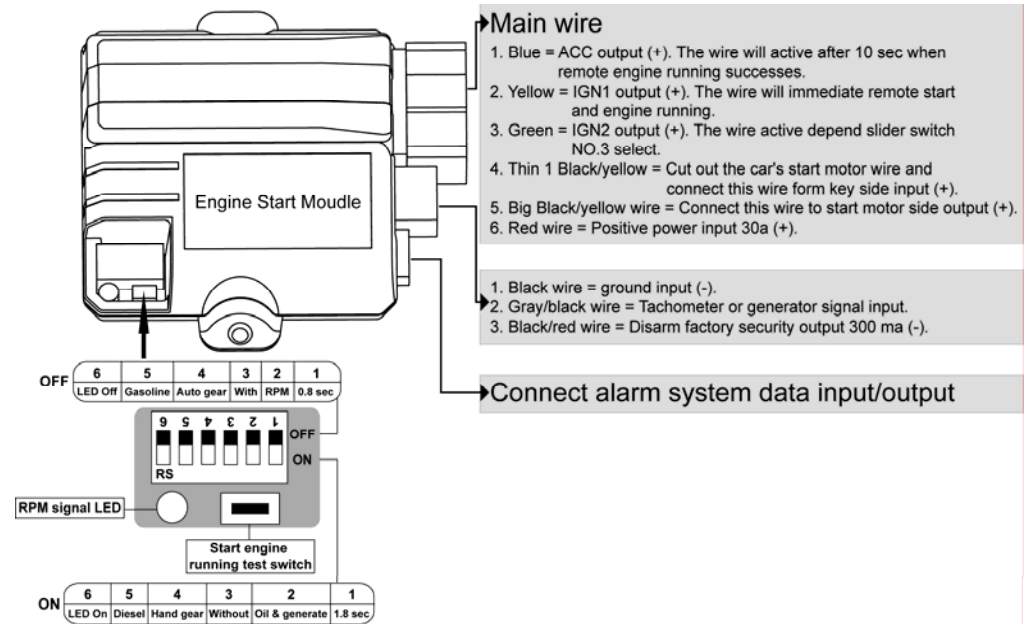 Main wire
1. Blue = ACC output (+). The wire will active after 10 sec when
remote engine running successes.
2. Yellow = IGN1 output (+). The wire will immediate remote start
and engine running.
3. Green = IGN2 output (+). The wire active depend slider switch
NO.3 select.
4. Thin 1 Black/yellow = Cut out the car's start motor wire and
connect this wire form key side input (+).
5. Big Black/yellow wire = Connect this wire to start motor side output (+).
6. Red wire = Positive power input 30a (+).
Engine Start Moudle
1. Black wire = ground input (-).
2. Gray/black wire = Tachometer or generator signal input.
3. Black/red wire = Disarm factory security output 300 ma (-).
Connect alarm system data input/output
OFF
6 5 4 3 2 1
LED Off Gasoline Auto gear With RPM 0.8 sec
6 5 4 3 2 1
OFF
ON
RS
RPM signal LED
Start engine
running test switch
ON
6 5 4 3 2 1
LED On Diesel Hand gear Without Oil & generate 1.8 sec